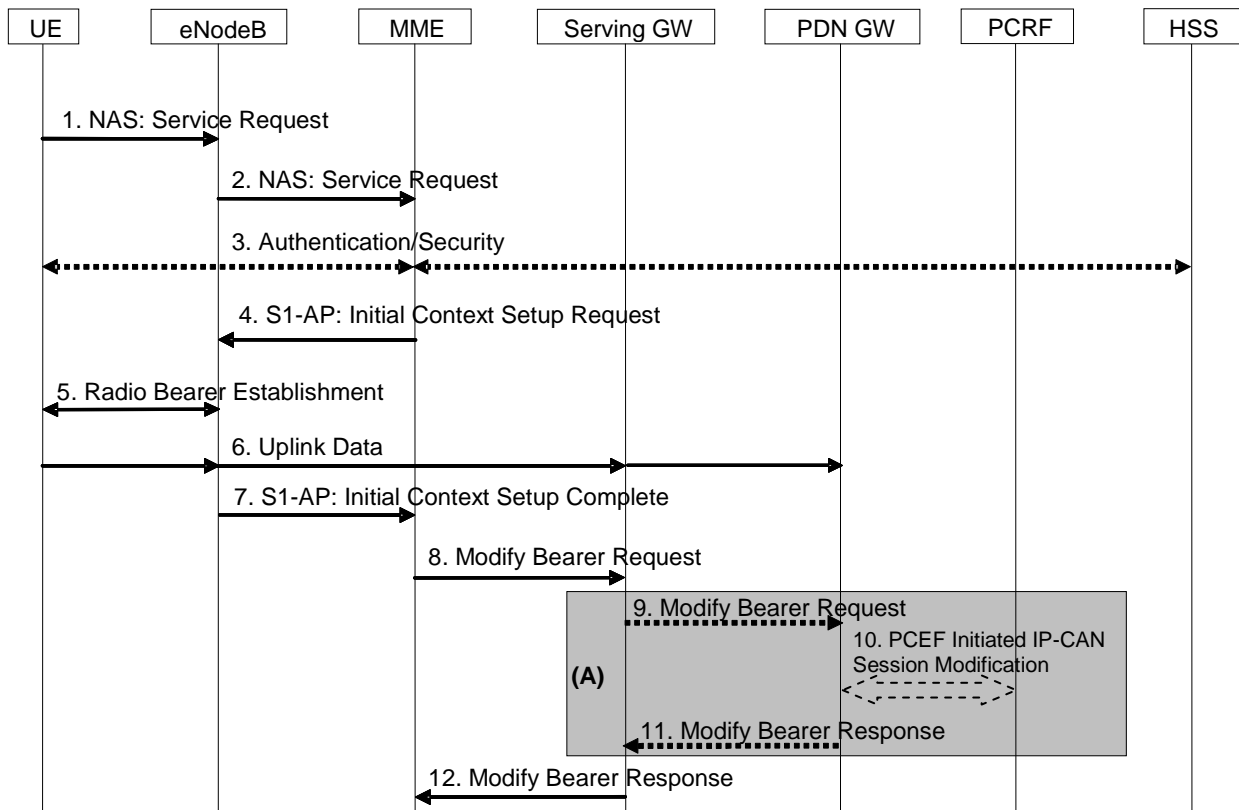 UE
eNodeB
MME
Serving GW
PDN GW
PCRF
HSS
1. NAS: Service Request
2. NAS: Service Request
3. Authentication/Security
4. S1-AP: Initial Context Setup Request
5. Radio Bearer Establishment
6. Uplink Data
7. S1-AP: Initial Context Setup Complete
8. Modify Bearer Request
9. Modify Bearer Request
10. PCEF Initiated IP-CAN
Session Modification
(A)
11. Modify Bearer Response
12. Modify Bearer Response